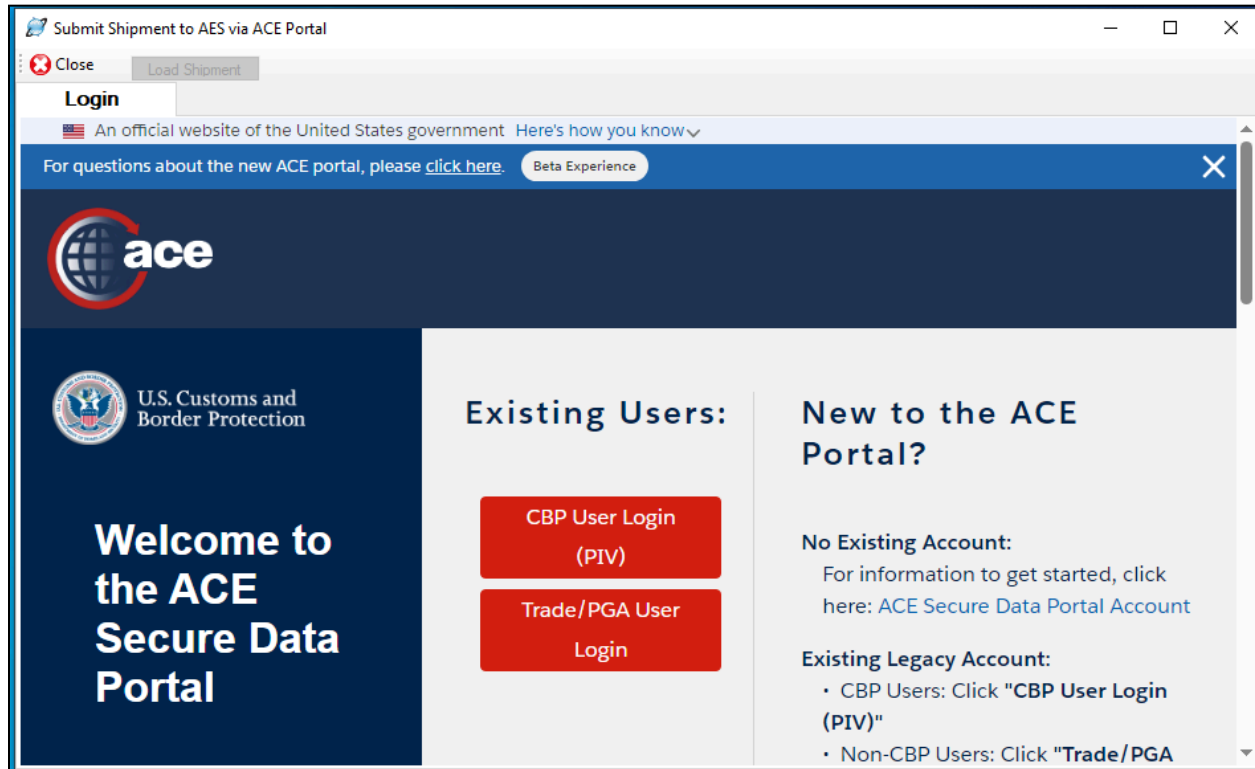 Submit Shipment to AES via ACE Portal
Close
Load Shipment
Login
An official website of the United States government Here's how you know
For questions about the new ACE portal, please click here. Beta Experience
ace
U.S. Customs and
Border Protection
Welcome to
the ACE
Secure Data
Portal
Existing Users:
CBP User Login
(PIV)
Trade/PGA User
Login
New to the ACE
Portal?
No Existing Account:
For information to get started, click
here: ACE Secure Data Portal Account
Existing Legacy Account:
• CBP Users: Click "CBP User Login
(PIV)"
• Non-CBP Users: Click "Trade/PGA